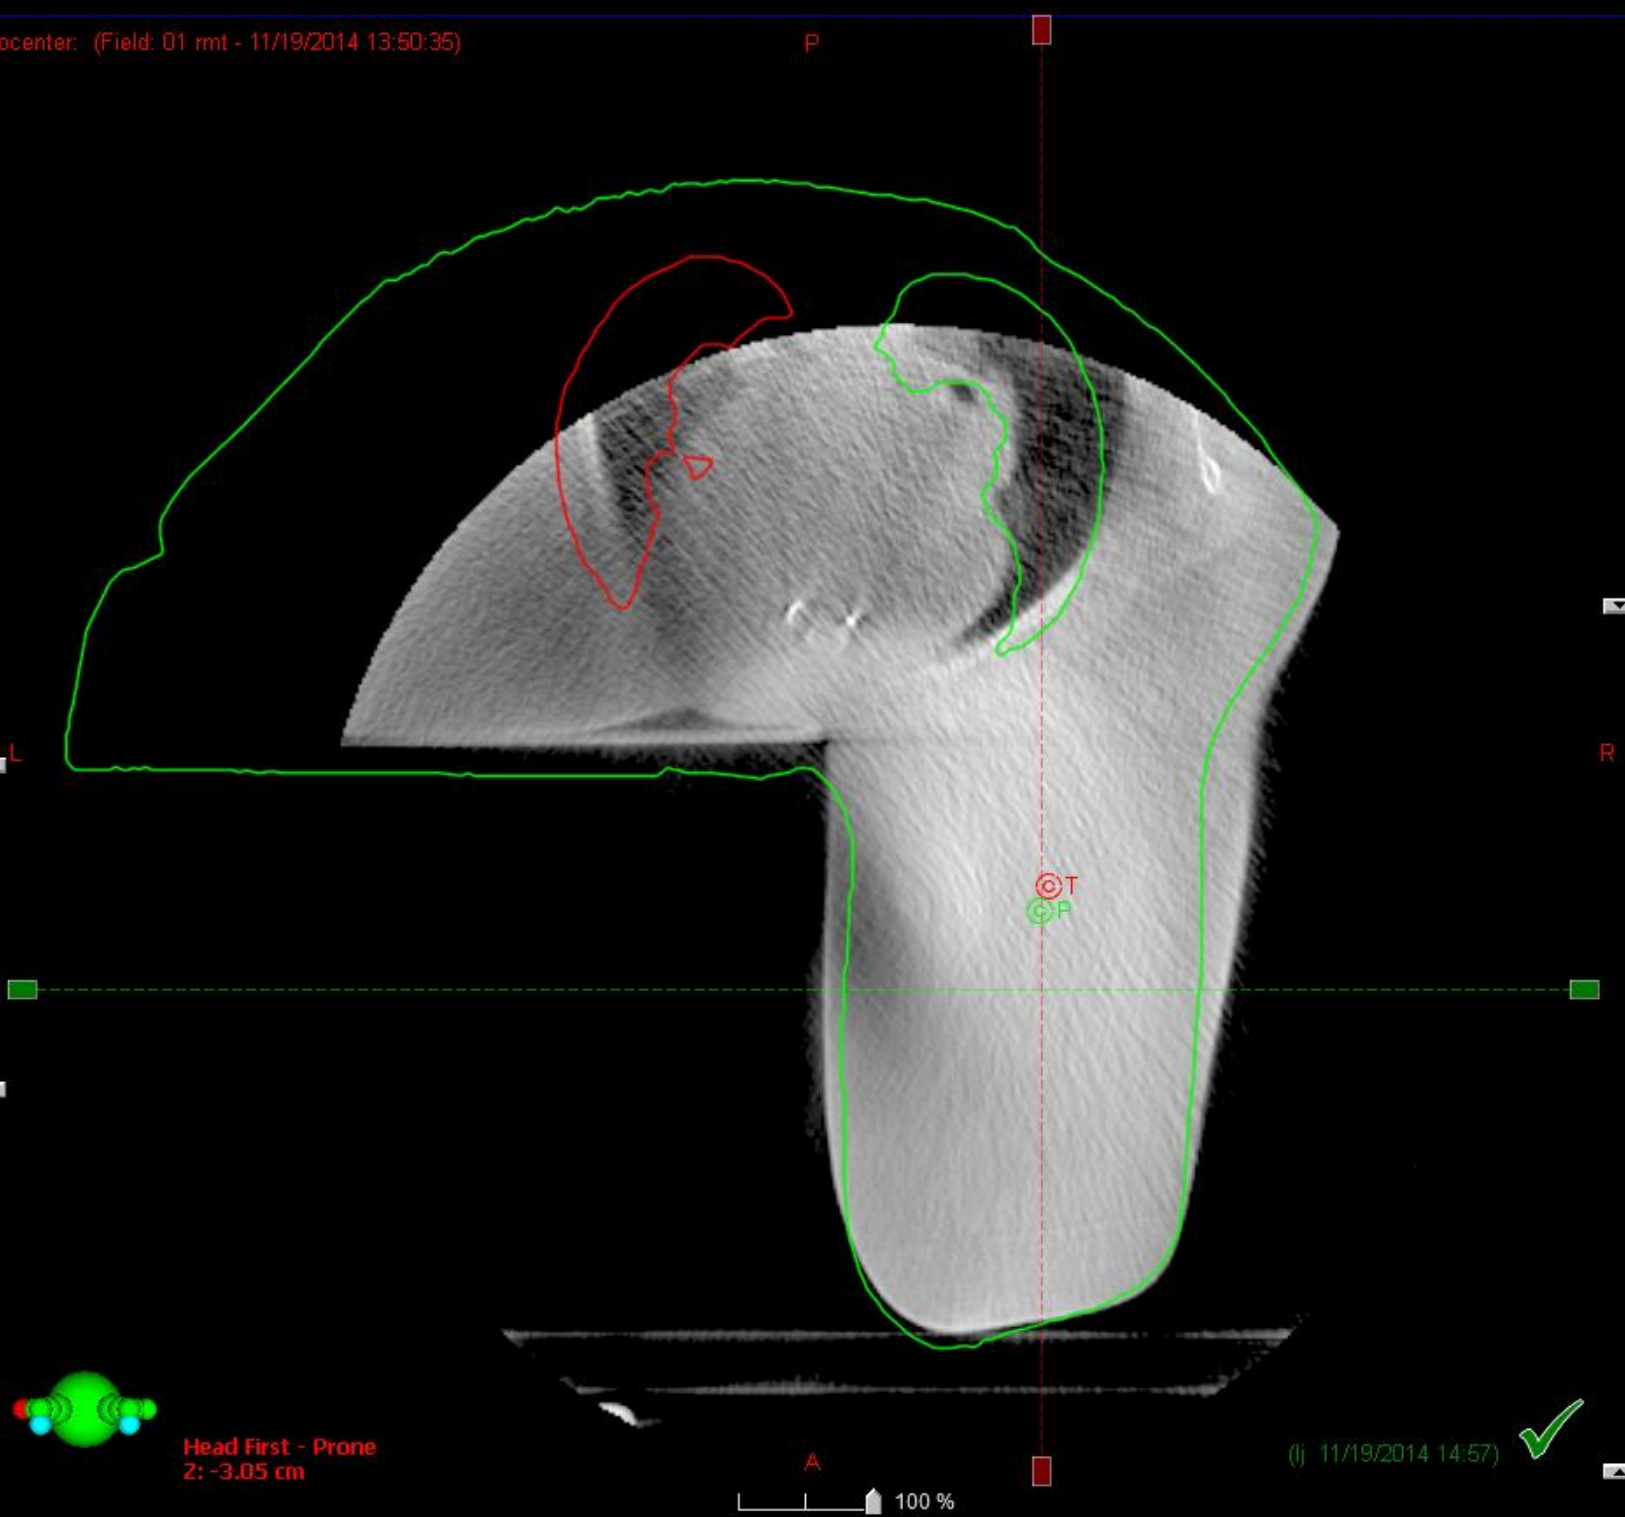 ocenter: (Field: 01 rmt - 11/19/2014 13:50:35)
P
L
R
T
P
Head First - Prone
Z: -3.05 cm
A
(lj 11/19/2014 14:57)
100 %